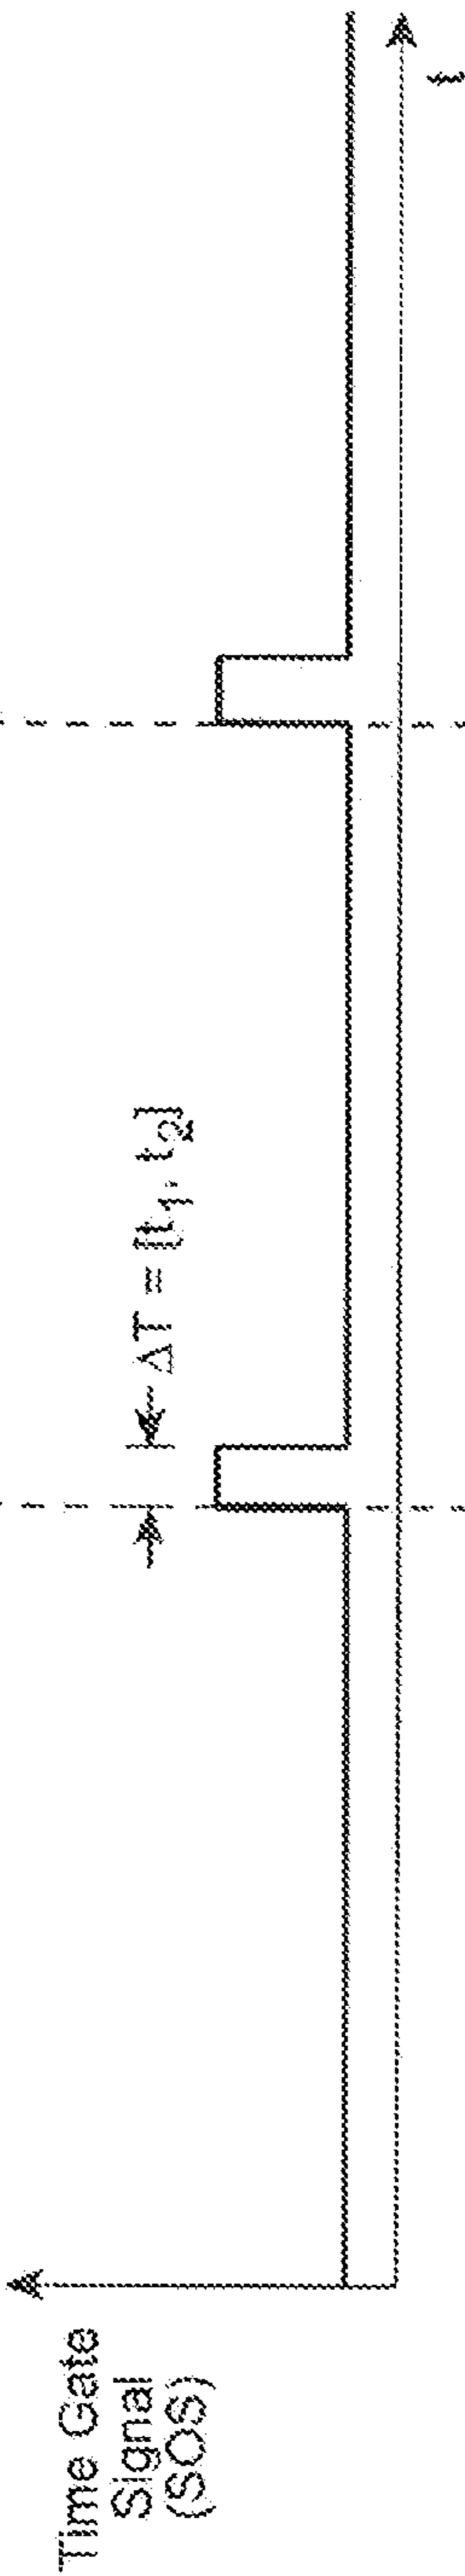 Time Gate
Signal
(SOS)
ΔT = [t₁, t₂]
t